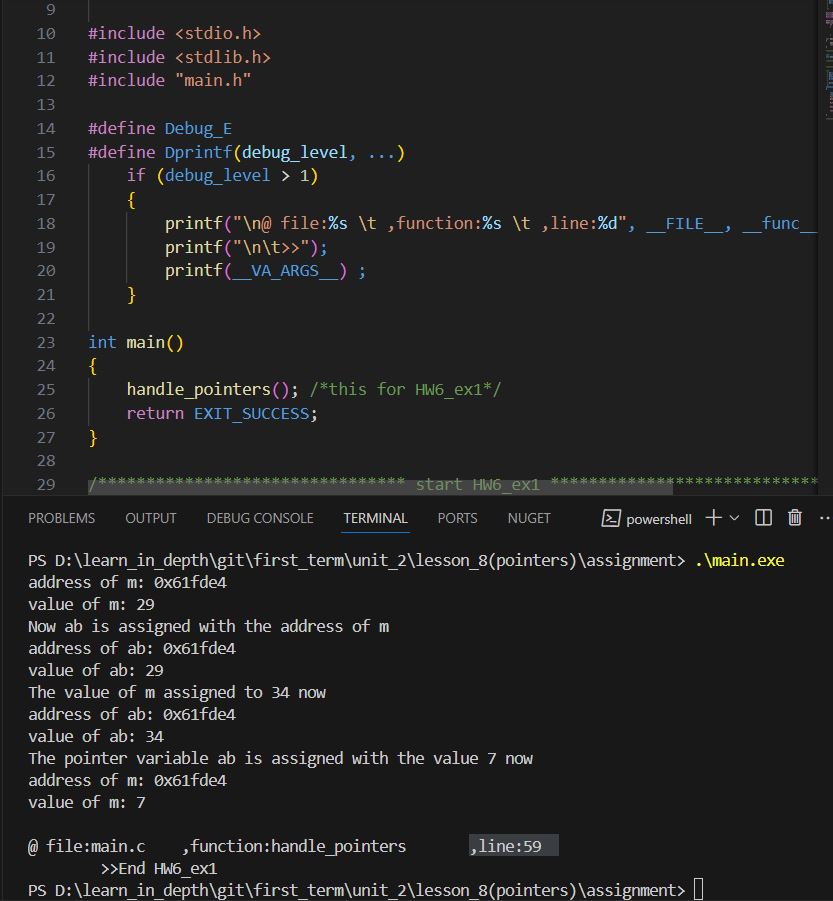 9
10 #include <stdio.h>
11 #include <stdlib.h>
12 #include "main.h"
13
14 #define Debug_E
15 #define Dprintf(debug_level, ...)
16 if (debug_level > 1)
17 {
18 printf("\n@ file:%s \t ,function:%s \t ,line:%d", __FILE__, __func__
19 printf("\n\t>>");
20 printf(__VA_ARGS__) ;
21 }
22
23 int main()
24 {
25 handle_pointers(); /*this for HW6_ex1*/
26 return EXIT_SUCCESS;
27 }
28
29 /******************************** start HW6_ex1 ****************************
PROBLEMS OUTPUT DEBUG CONSOLE TERMINAL PORTS NUGET powershell
PS D:\learn_in_depth\git\first_term\unit_2\lesson_8(pointers)\assignment> .\main.exe
address of m: 0x61fde4
value of m: 29
Now ab is assigned with the address of m
address of ab: 0x61fde4
value of ab: 29
The value of m assigned to 34 now
address of ab: 0x61fde4
value of ab: 34
The pointer variable ab is assigned with the value 7 now
address of m: 0x61fde4
value of m: 7
@ file:main.c ,function:handle_pointers ,line:59
>>End HW6_ex1
PS D:\learn_in_depth\git\first_term\unit_2\lesson_8(pointers)\assignment>